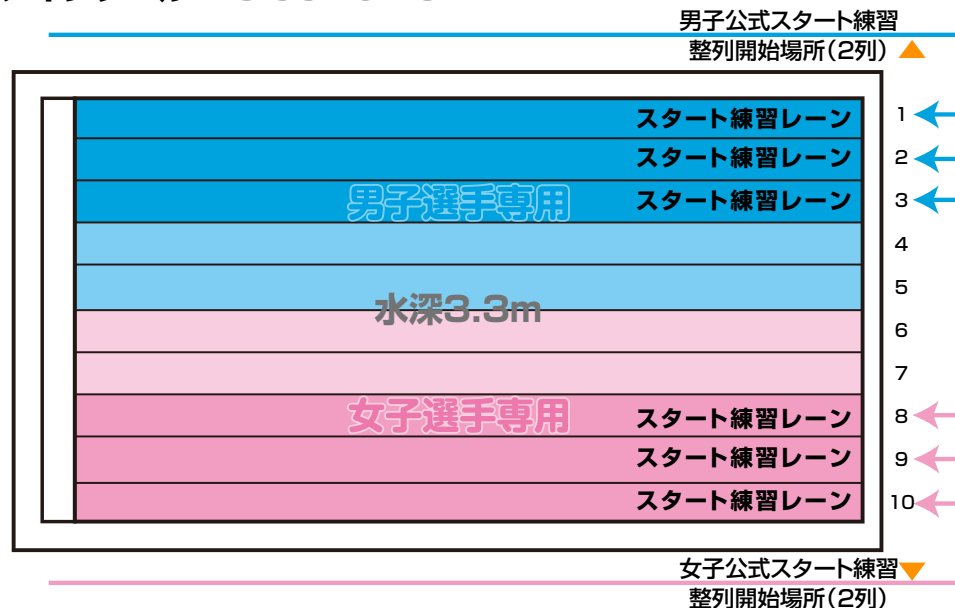 男子公式スタート練習
整列開始場所(2列)
スタート練習レーン 1
スタート練習レーン 2
男子選手専用 スタート練習レーン 3
4
5
水深3.3m
6
7
女子選手専用 スタート練習レーン 8
スタート練習レーン 9
スタート練習レーン 10
女子公式スタート練習
整列開始場所(2列)